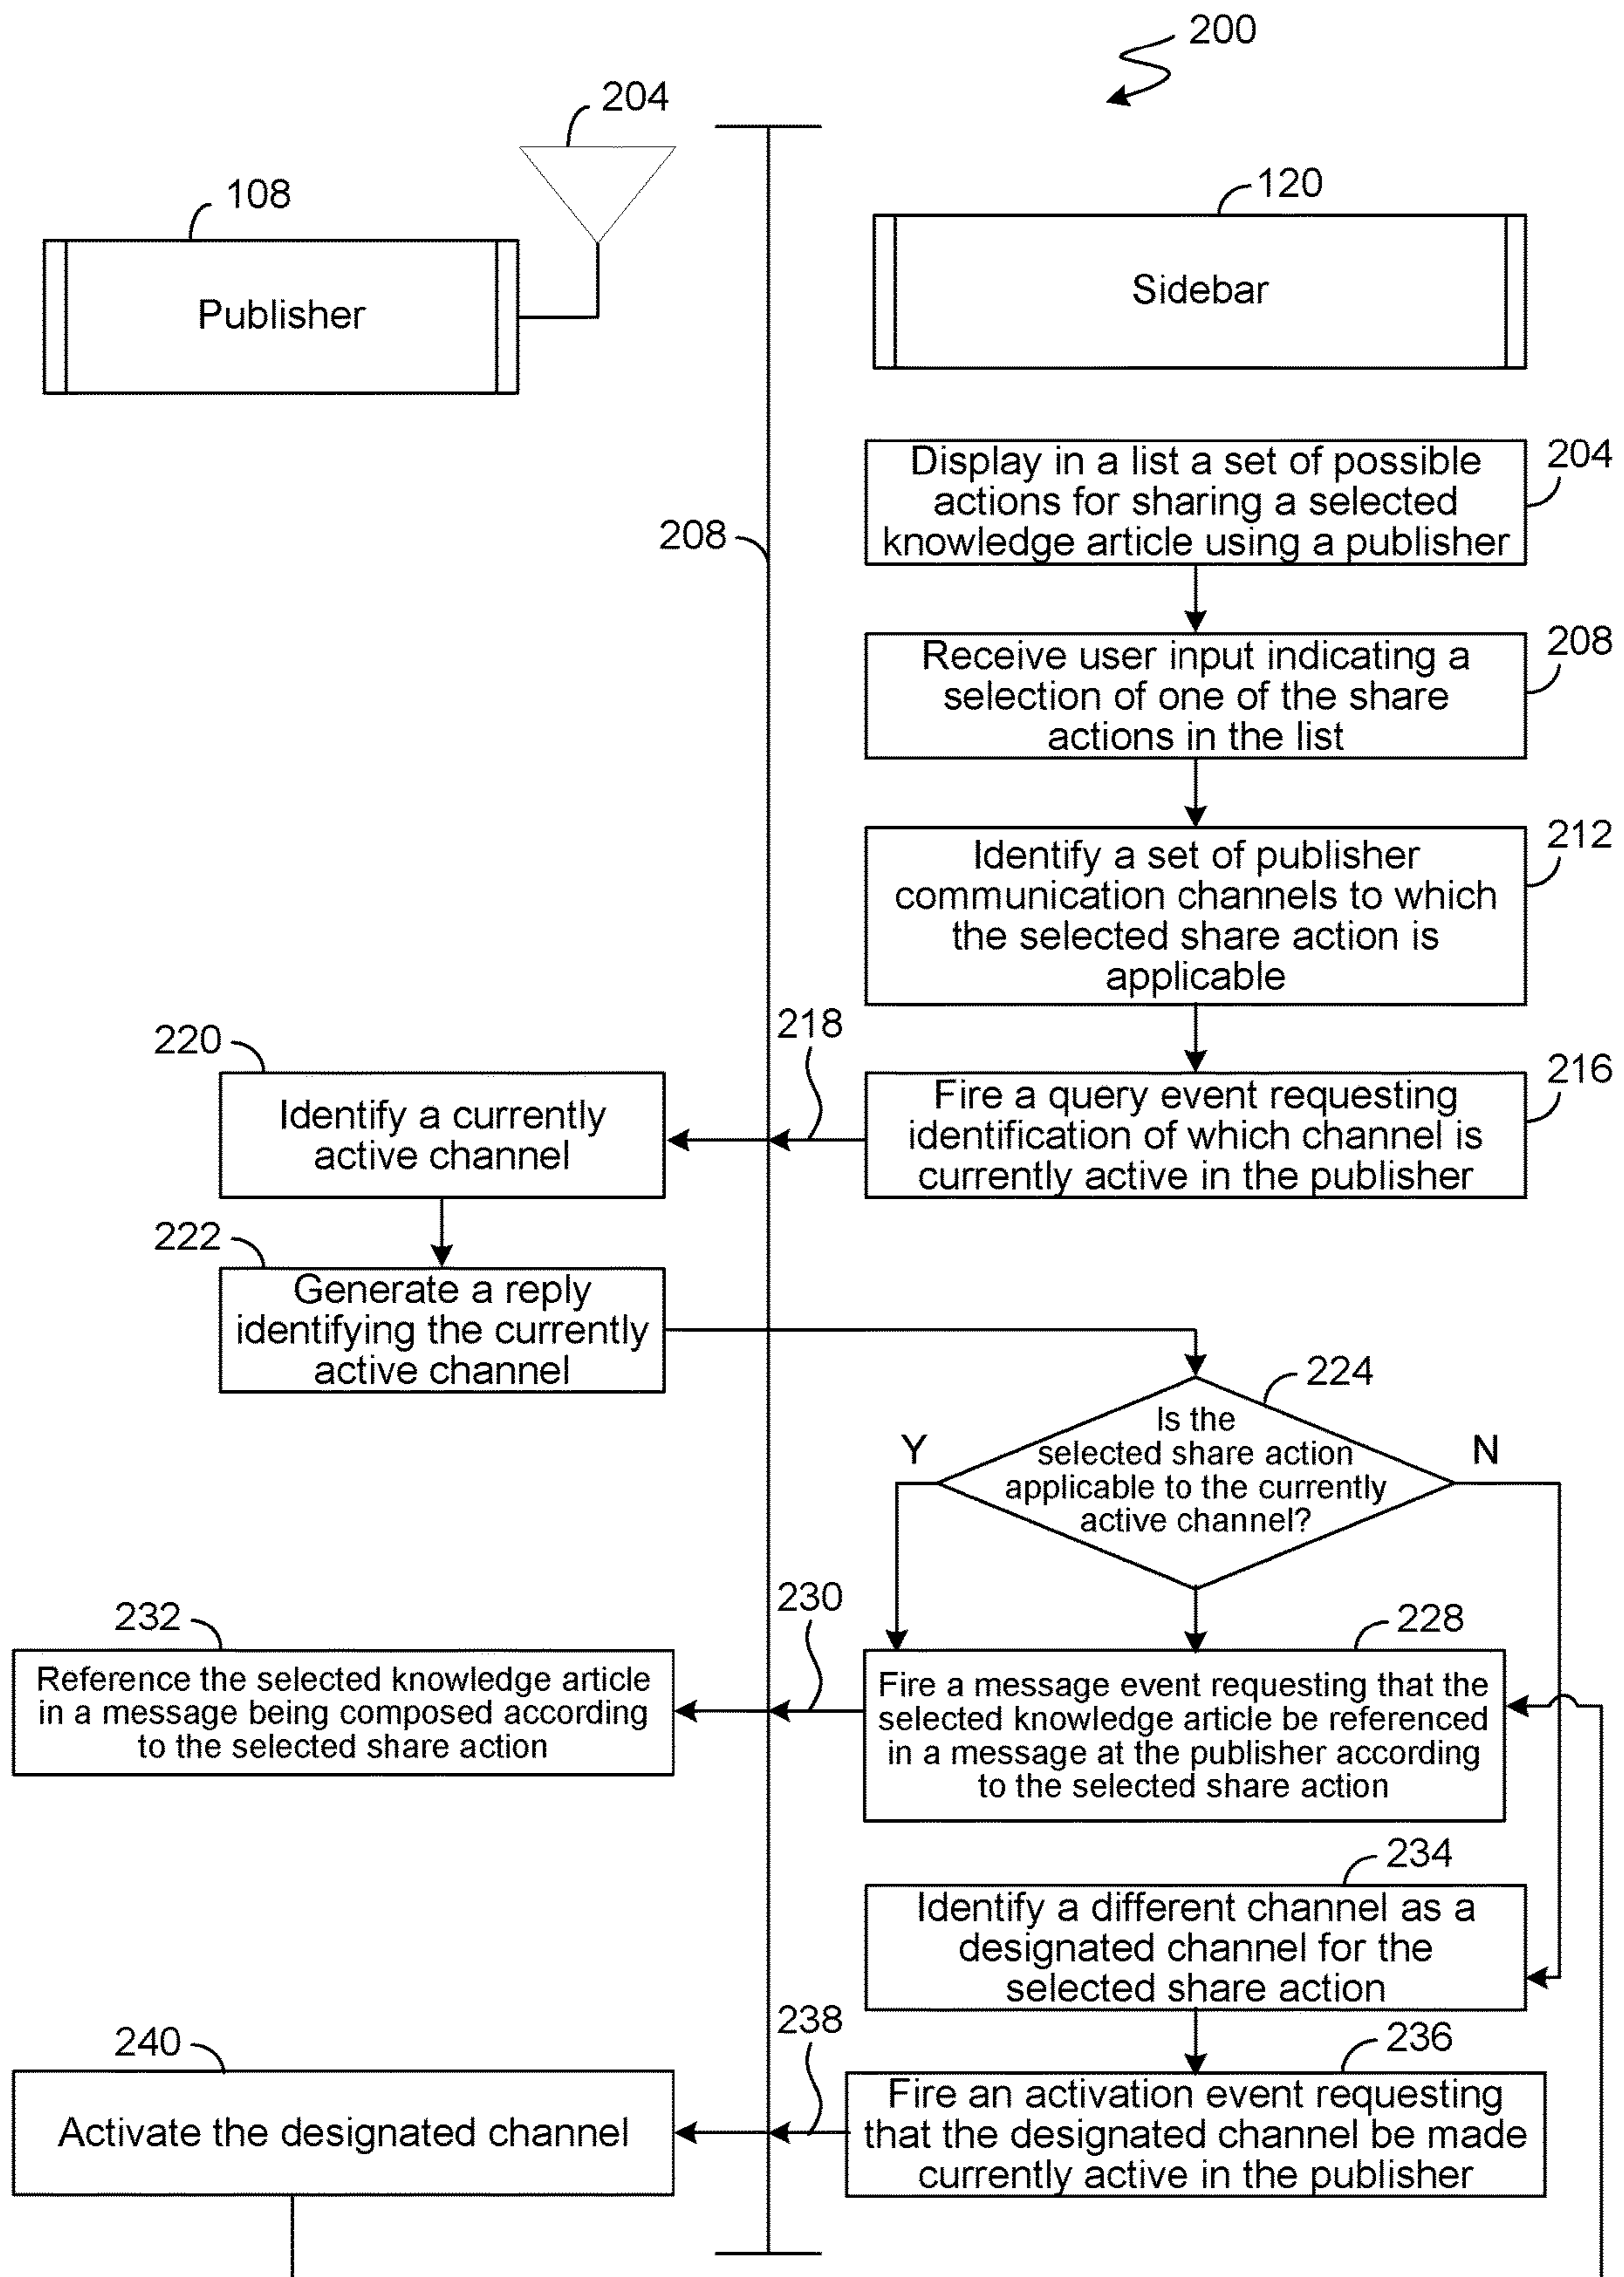 200
204
108
Publisher
120
Sidebar
208
Display in a list a set of possible
actions for sharing a selected
knowledge article using a publisher
204
Receive user input indicating a
selection of one of the share
actions in the list
208
Identify a set of publisher
communication channels to which
the selected share action is
applicable
212
218
Fire a query event requesting
identification of which channel is
currently active in the publisher
216
220
Identify a currently
active channel
222
Generate a reply
identifying the currently
active channel
224
Is the
selected share action
applicable to the currently
active channel?
Y
N
230
228
Fire a message event requesting that the
selected knowledge article be referenced
in a message at the publisher according
to the selected share action
232
Reference the selected knowledge article
in a message being composed according
to the selected share action
234
Identify a different channel as a
designated channel for the
selected share action
238
236
Fire an activation event requesting
that the designated channel be made
currently active in the publisher
240
Activate the designated channel